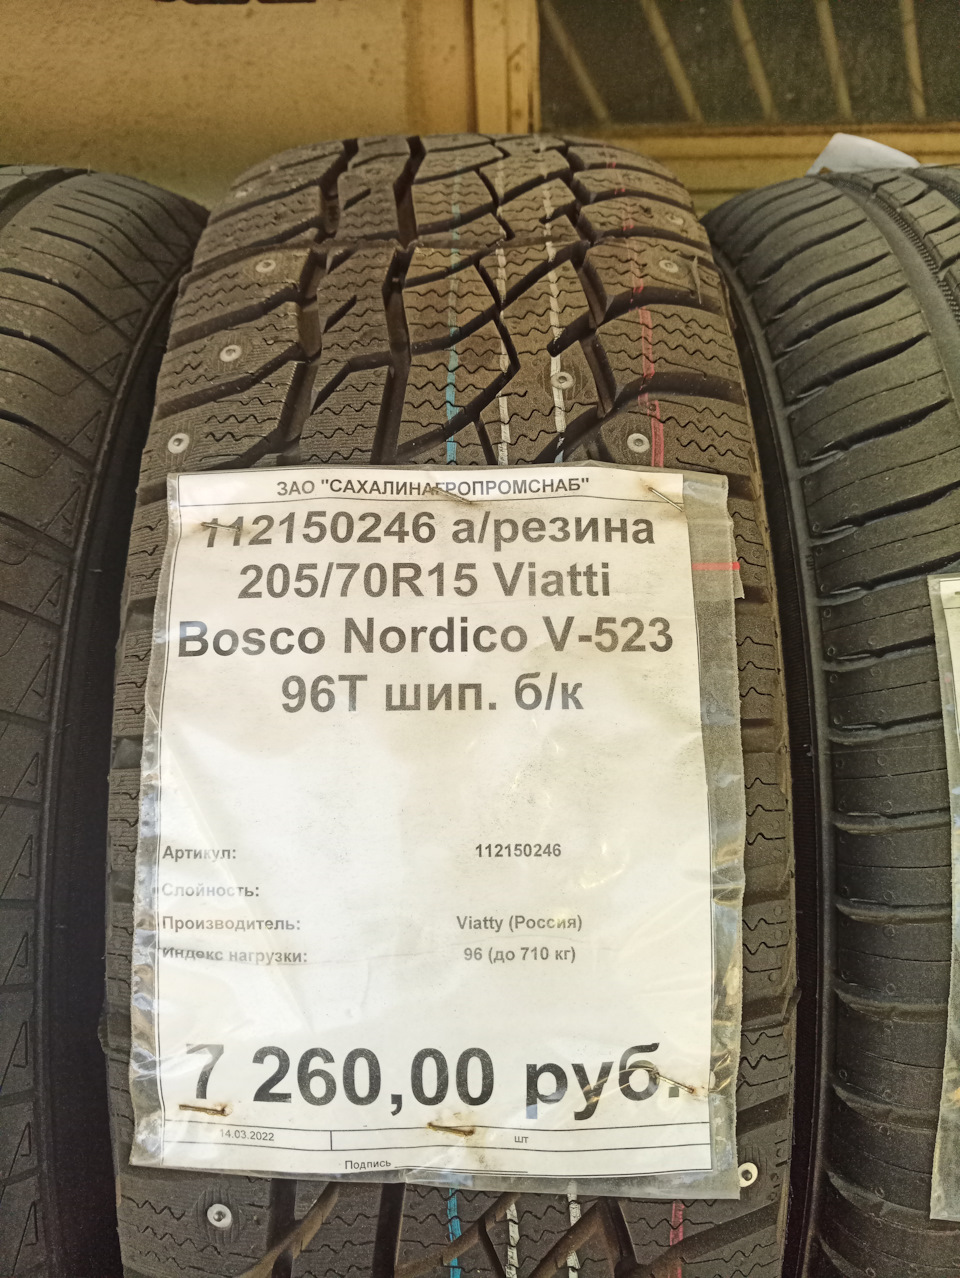 ЗАО "САХАЛИНАГРОПРОМСНАБ"
112150246 а/резина
205/70R15 Viatti
Bosco Nordico V-523
96T шип. б/к
Артикул: 112150246
Слойность:
Производитель: Viatty (Россия)
Индекс нагрузки: 96 (до 710 кг)
7 260,00 руб.
14.03.2022 шт
Подпись